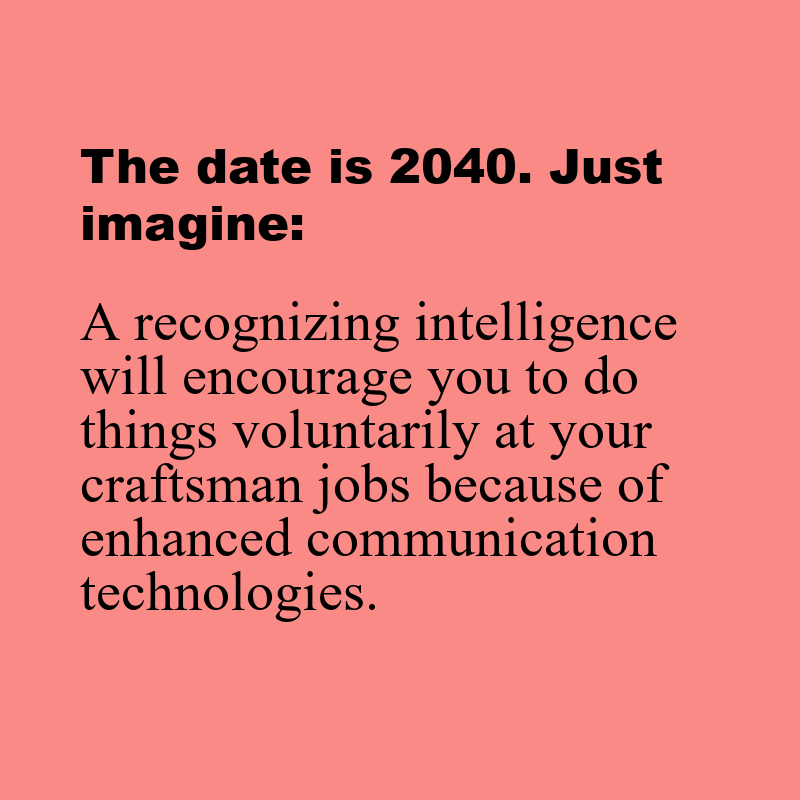 The date is 2040. Just
imagine:
A recognizing intelligence
will encourage you to do
things voluntarily at your
craftsman jobs because of
enhanced communication
technologies.